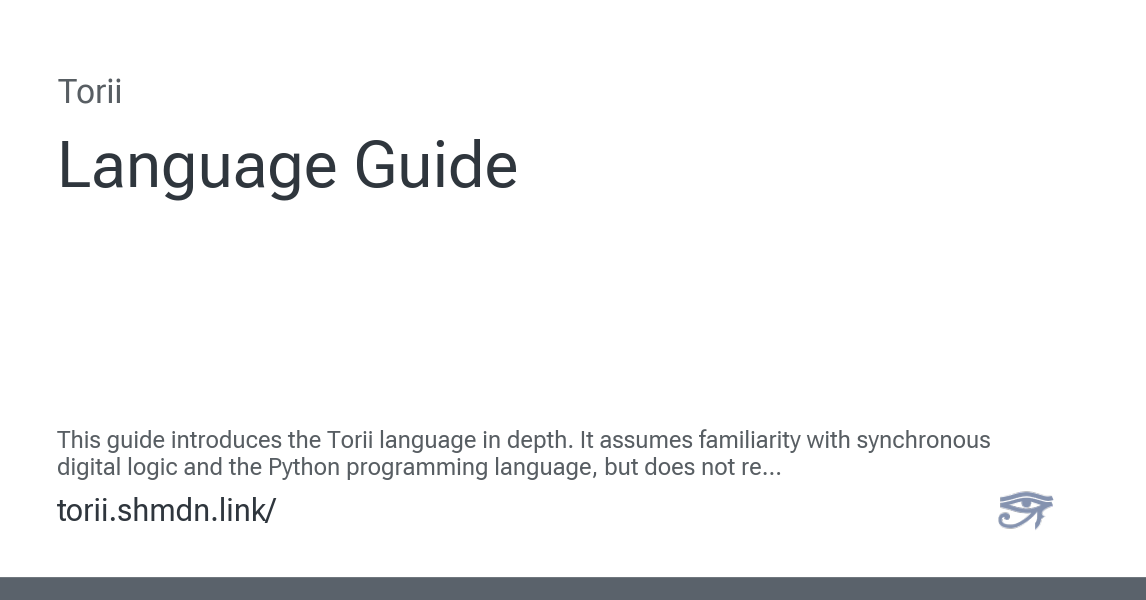 Torii
Language Guide
This guide introduces the Torii language in depth. It assumes familiarity with synchronous
digital logic and the Python programming language, but does not re...
torii.shmdn.link/